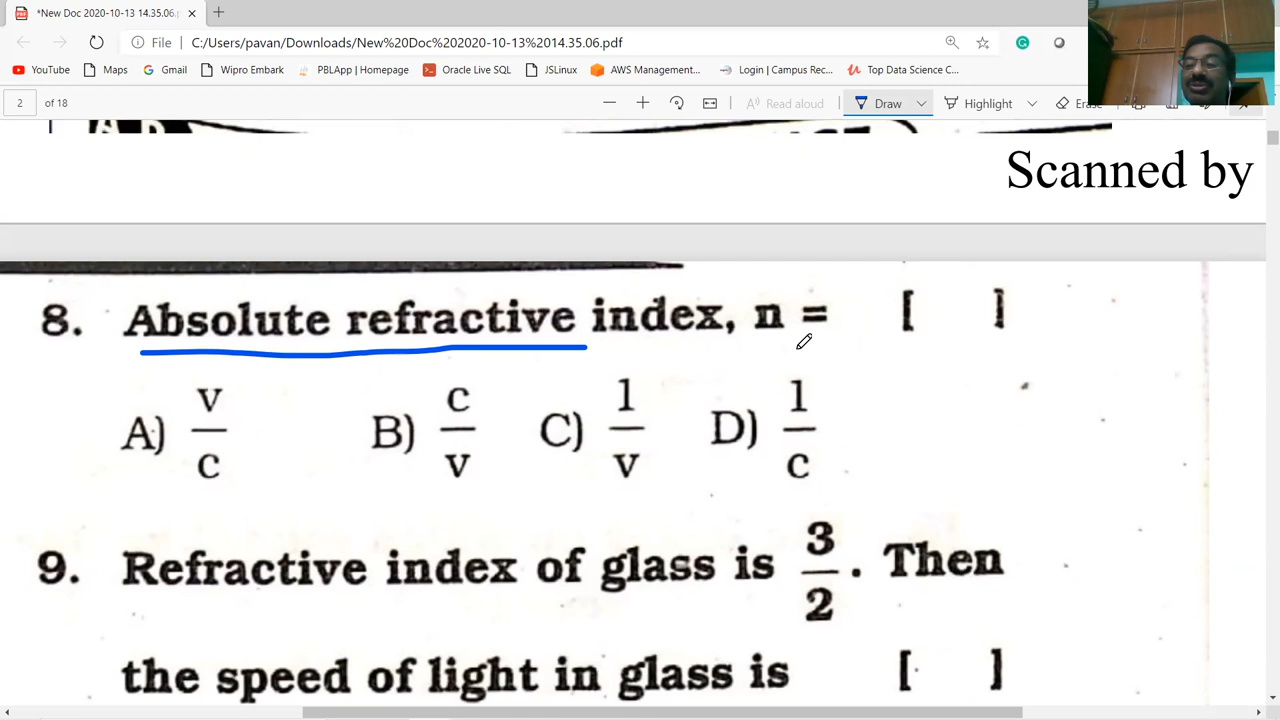 *New Doc 2020-10-13 14.35.06.
File C:/Users/pavan/Downloads/New%20Doc%202020-10-13%2014.35.06.pdf
YouTube Maps Gmail Wipro Embark PBLApp | Homepage Oracle Live SQL JSLinux AWS Management... Login | Campus Rec... Top Data Science C...
2 of 18 Read aloud Draw Highlight Erase
Scanned by
8. Absolute refractive index, n = [ ]
A) v/c B) c/v C) 1/v D) 1/c
9. Refractive index of glass is 3/2. Then
the speed of light in glass is [ ]